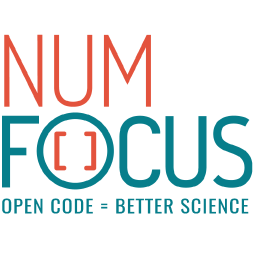 NUM
FOCUS
OPEN CODE = BETTER SCIENCE